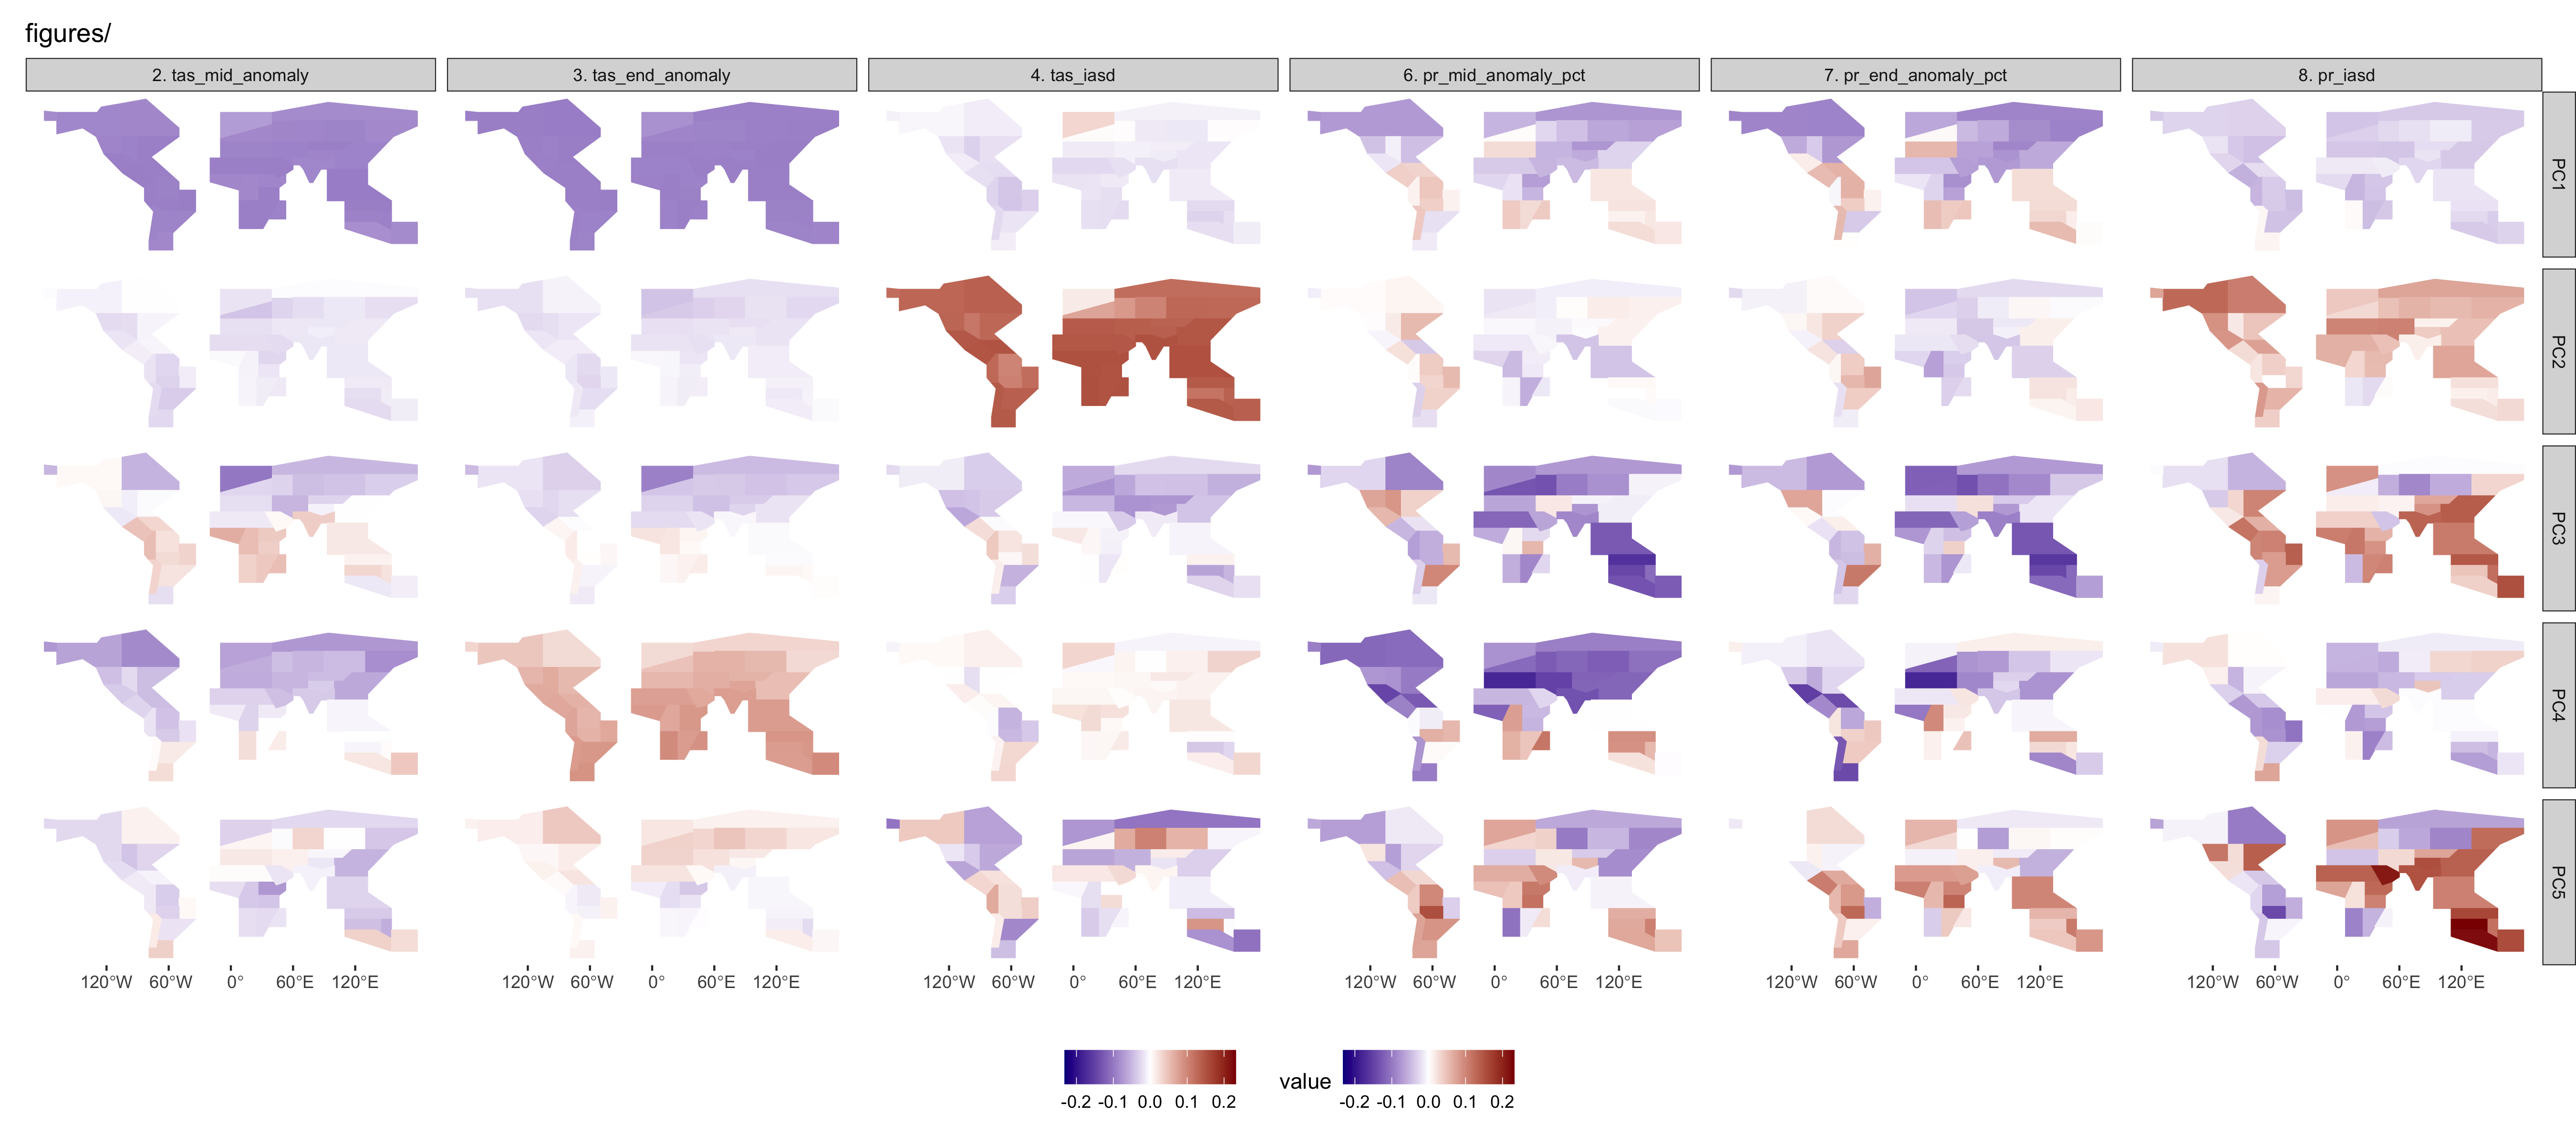 figures/
2. tas_mid_anomaly 3. tas_end_anomaly 4. tas_iasd 6. pr_mid_anomaly_pct 7. pr_end_anomaly_pct 8. pr_iasd
PC1
PC2
PC3
PC4
PC5
120°W 60°W 0° 60°E 120°E 120°W 60°W 0° 60°E 120°E 120°W 60°W 0° 60°E 120°E 120°W 60°W 0° 60°E 120°E 120°W 60°W 0° 60°E 120°E 120°W 60°W 0° 60°E 120°E
value
-0.2 -0.1 0.0 0.1 0.2 -0.2 -0.1 0.0 0.1 0.2